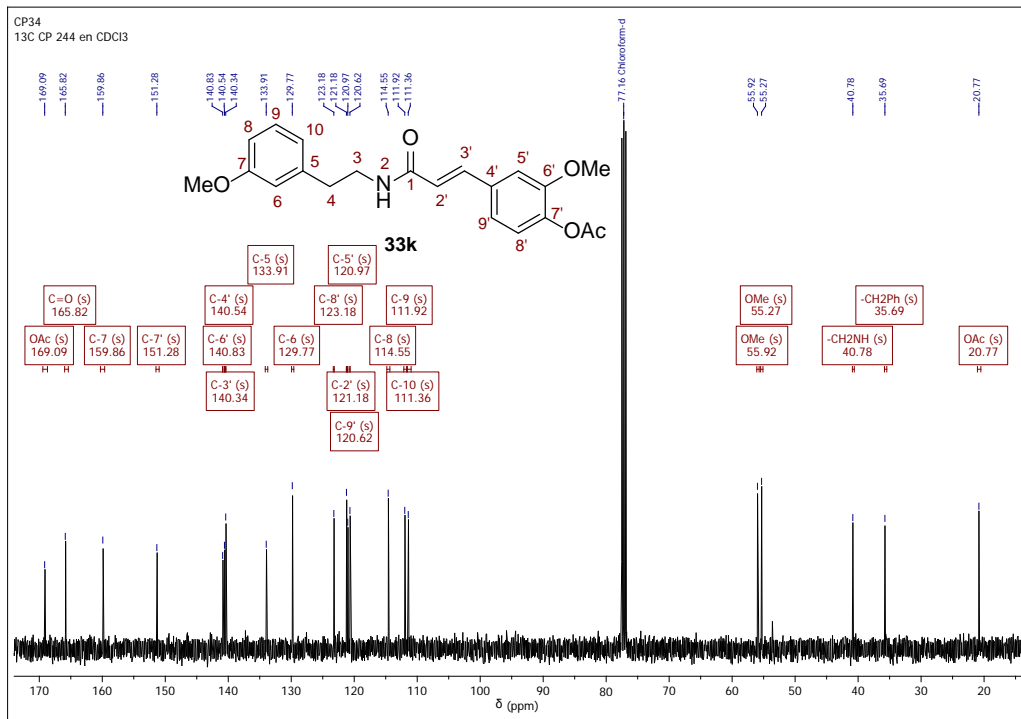 CP34
13C CP 244 en CDCl3
169.09
165.82
159.86
151.28
140.83
140.54
140.34
133.91
129.77
123.18
121.18
120.97
120.62
114.55
111.92
111.36
77.16 Chloroform-d
55.92
55.27
40.78
35.69
20.77
9
8
10
7
5
MeO
6
4
3
2
N
H
O
1
2'
3'
4'
5'
6'
OMe
7'
OAc
8'
9'
33k
C-5 (s)
133.91
C-5' (s)
120.97
C=O (s)
165.82
C-4' (s)
140.54
C-8' (s)
123.18
C-9 (s)
111.92
OMe (s)
55.27
-CH2Ph (s)
35.69
OAc (s)
169.09
C-7 (s)
159.86
C-7' (s)
151.28
C-6' (s)
140.83
C-6 (s)
129.77
C-8 (s)
114.55
OMe (s)
55.92
-CH2NH (s)
40.78
OAc (s)
20.77
C-3' (s)
140.34
C-2' (s)
121.18
C-10 (s)
111.36
C-9' (s)
120.62
170 160 150 140 130 120 110 100 90 80 70 60 50 40 30 20
δ (ppm)